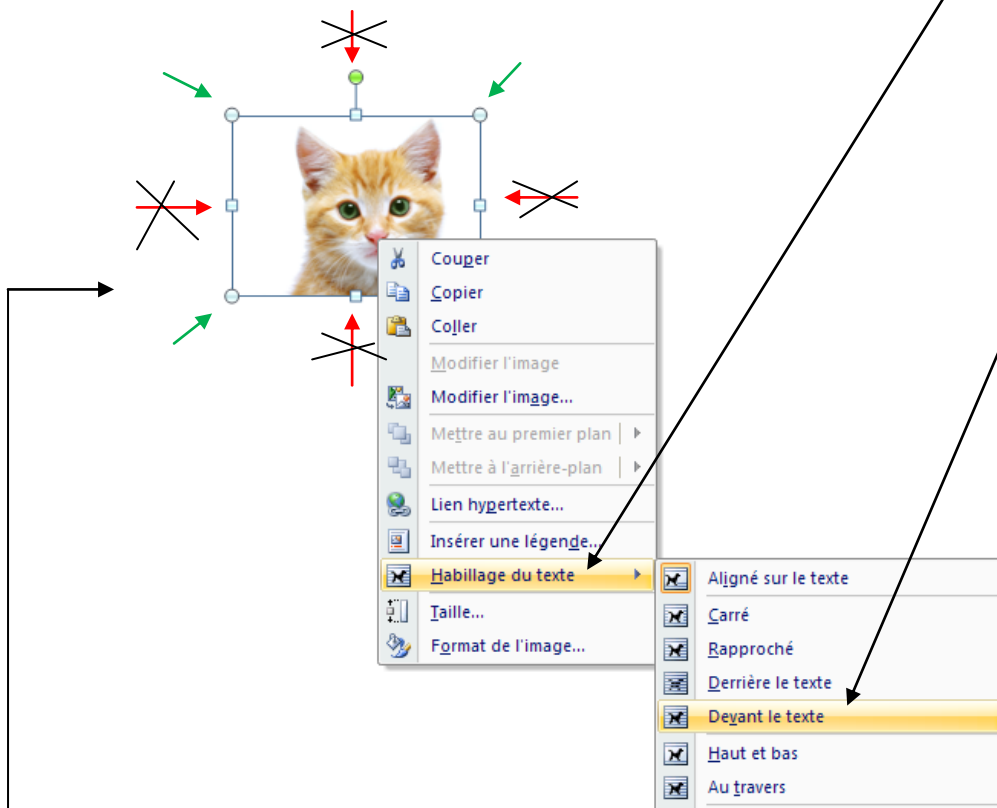 Couper
Copier
Coller
Modifier l'image
Modifier l'image...
Mettre au premier plan
Mettre à l'arrière-plan
Lien hypertexte...
Insérer une légende...
Habillage du texte
Taille...
Format de l'image...
Aligné sur le texte
Carré
Rapproché
Derrière le texte
Devant le texte
Haut et bas
Au travers